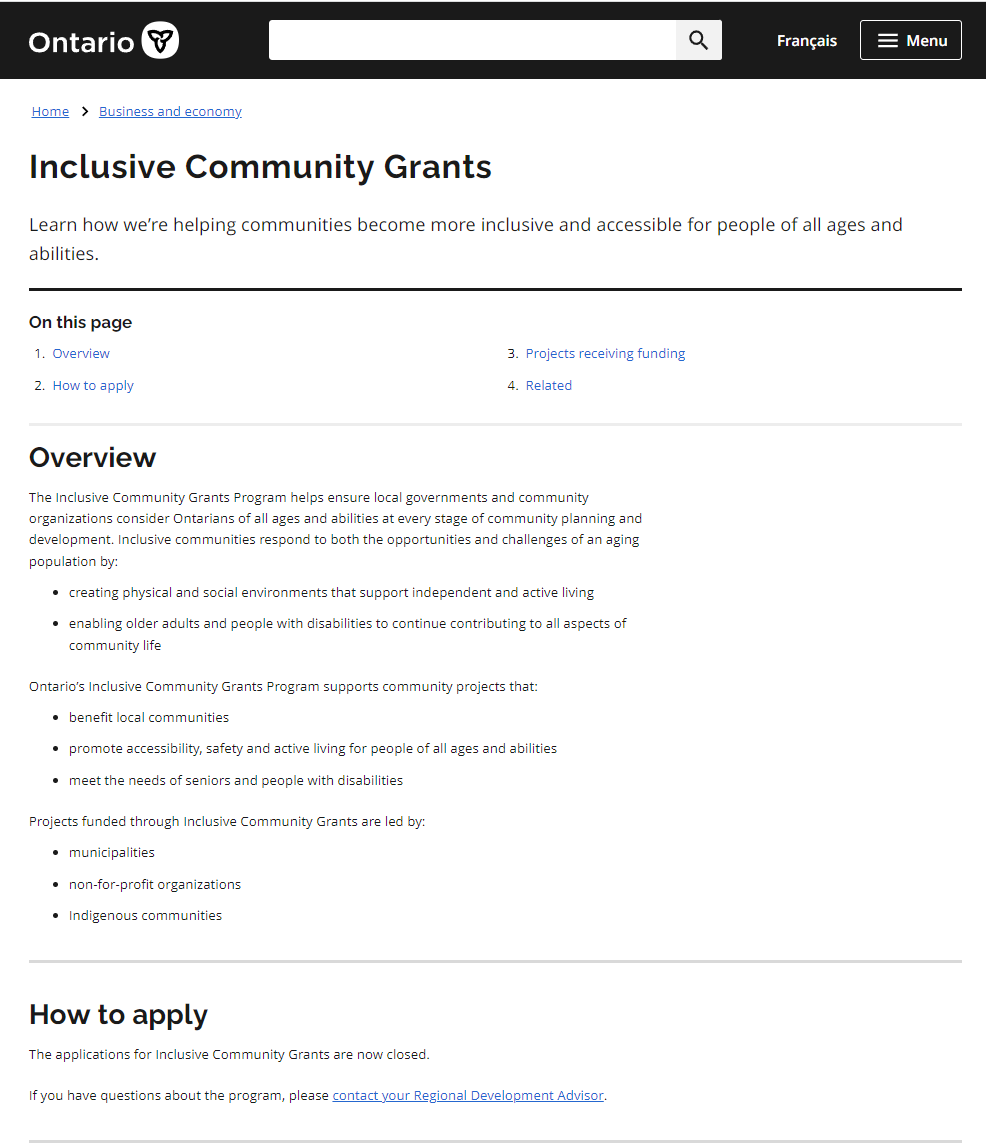 Ontario
Français
Menu
Home
Business and economy
Inclusive Community Grants
Learn how we’re helping communities become more inclusive and accessible for people of all ages and
abilities.
On this page
1. Overview
2. How to apply
3. Projects receiving funding
4. Related
Overview
The Inclusive Community Grants Program helps ensure local governments and community
organizations consider Ontarians of all ages and abilities at every stage of community planning and
development. Inclusive communities respond to both the opportunities and challenges of an aging
population by:
• creating physical and social environments that support independent and active living
• enabling older adults and people with disabilities to continue contributing to all aspects of
community life
Ontario’s Inclusive Community Grants Program supports community projects that:
• benefit local communities
• promote accessibility, safety and active living for people of all ages and abilities
• meet the needs of seniors and people with disabilities
Projects funded through Inclusive Community Grants are led by:
• municipalities
• non-for-profit organizations
• Indigenous communities
How to apply
The applications for Inclusive Community Grants are now closed.
If you have questions about the program, please contact your Regional Development Advisor.